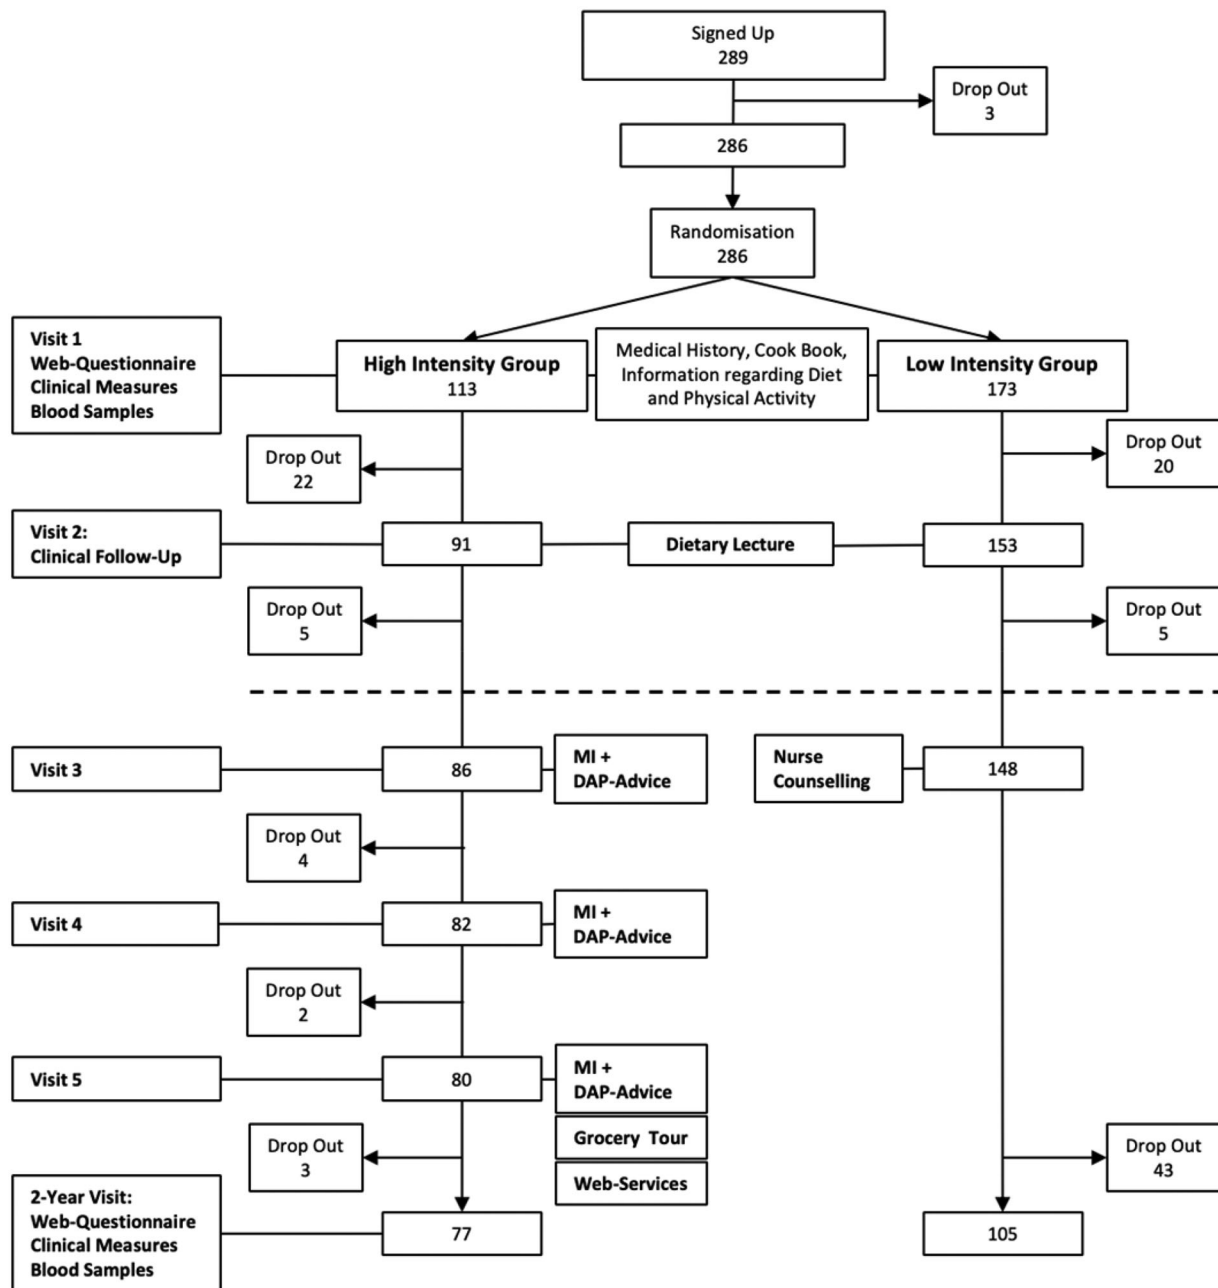 Signed Up
289
Drop Out
3
286
Randomisation
286
Visit 1
Web-Questionnaire
Clinical Measures
Blood Samples
High Intensity Group
113
Medical History, Cook Book,
Information regarding Diet
and Physical Activity
Low Intensity Group
173
Drop Out
22
Drop Out
20
Visit 2:
Clinical Follow-Up
91
Dietary Lecture
153
Drop Out
5
Drop Out
5
Visit 3
86
MI +
DAP-Advice
Nurse
Counselling
148
Drop Out
4
Visit 4
82
MI +
DAP-Advice
Drop Out
2
Visit 5
80
MI +
DAP-Advice
Grocery Tour
Web-Services
Drop Out
3
Drop Out
43
2-Year Visit:
Web-Questionnaire
Clinical Measures
Blood Samples
77
105